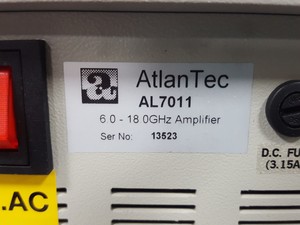 a
AtlanTec
AL7011
6.0 - 18.0GHz Amplifier
Ser No: 13523
D.C. FU
(3.15A
.AC